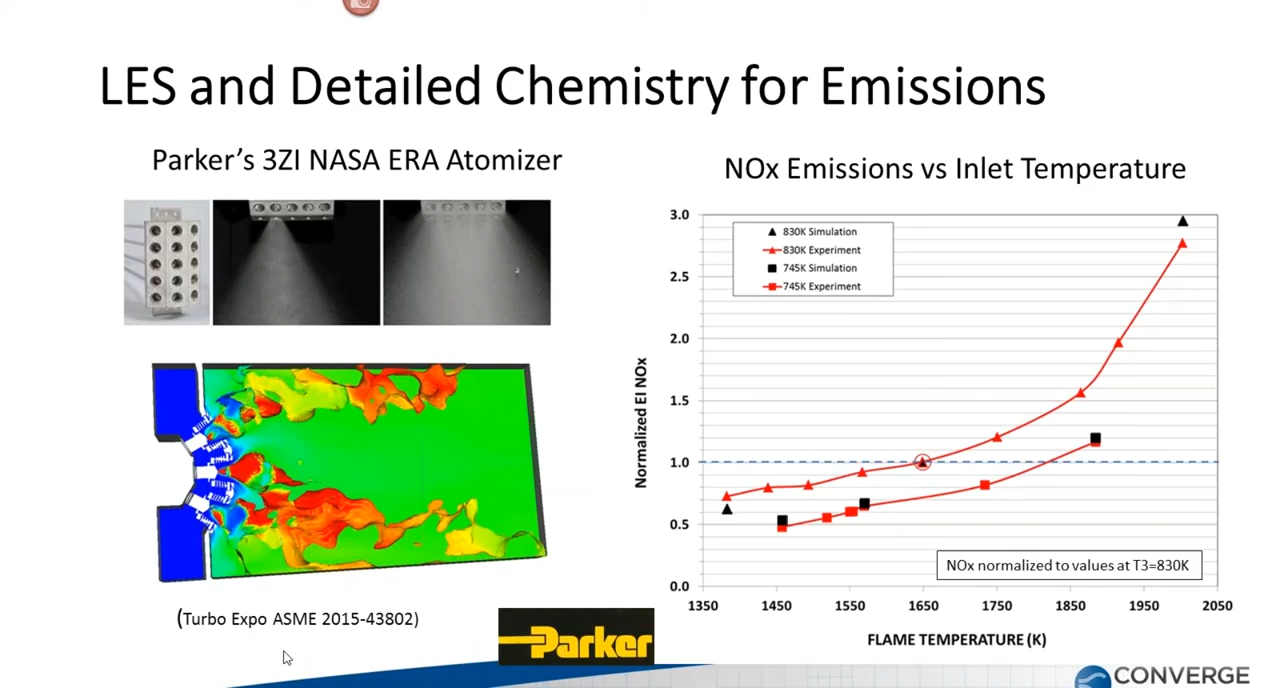 LES and Detailed Chemistry for Emissions
Parker’s 3ZI NASA ERA Atomizer
(Turbo Expo ASME 2015-43802)
NOx Emissions vs Inlet Temperature
3.0
2.5
2.0
1.5
1.0
0.5
0.0
Normalized EI NOx
830K Simulation
830K Experiment
745K Simulation
745K Experiment
NOx normalized to values at T3=830K
1350 1450 1550 1650 1750 1850 1950 2050
FLAME TEMPERATURE (K)
Parker
CONVERGE